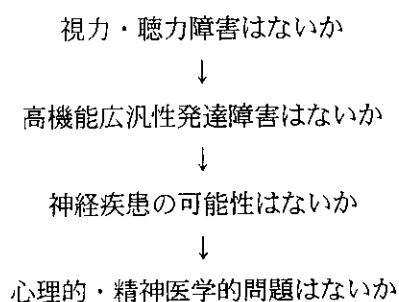 視力・聴力障害はないか
↓
高機能広汎性発達障害はないか
↓
神経疾患の可能性はないか
↓
心理的・精神医学的問題はないか